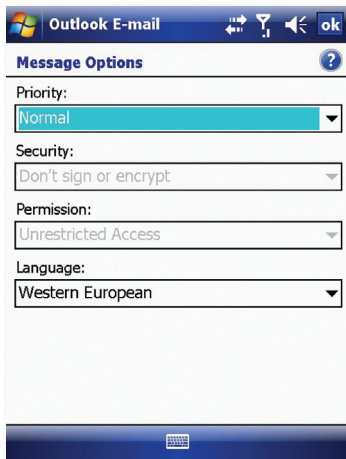 Outlook E-mail ok
Message Options ?
Priority:
Normal
Security:
Don't sign or encrypt
Permission:
Unrestricted Access
Language:
Western European